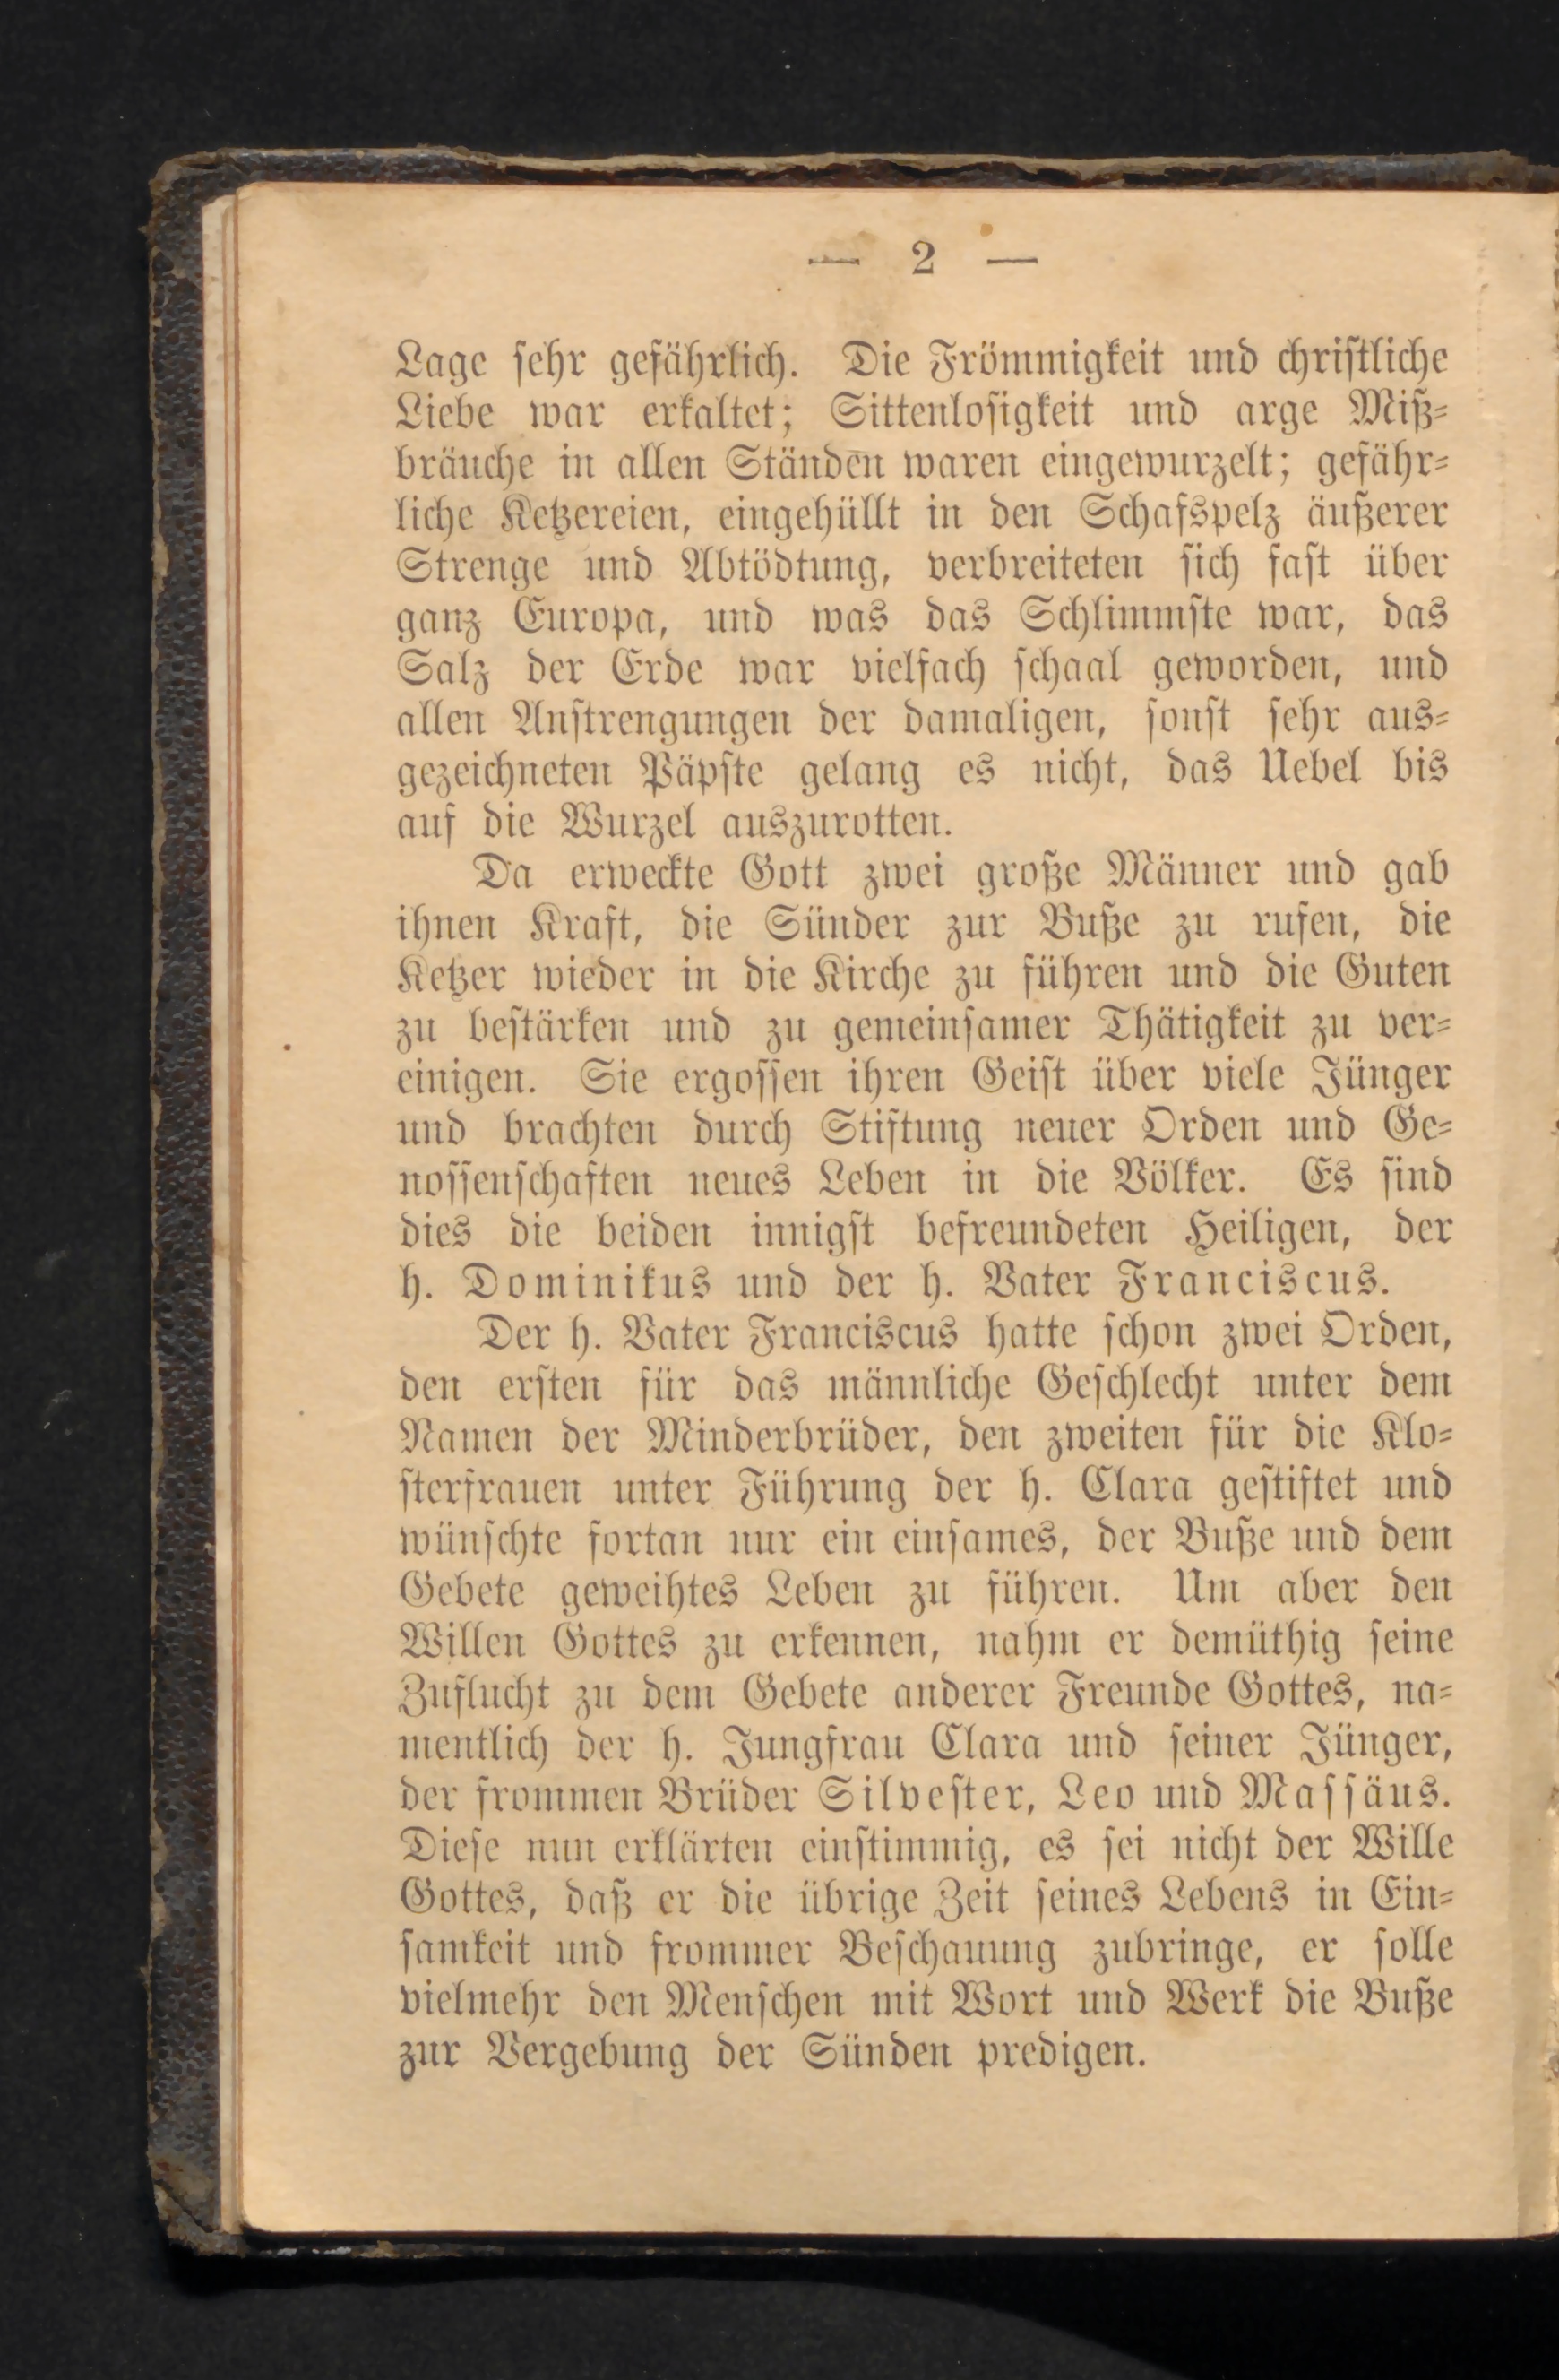 — 2 —
Lage sehr gefährlich. Die Frömmigkeit und christliche
Liebe war erkaltet; Sittenlosigkeit und arge Miß-
bräuche in allen Ständen waren eingewurzelt; gefähr-
liche Ketzereien, eingehüllt in den Schafspelz äußerer
Strenge und Abtödtung, verbreiteten sich fast über
ganz Europa, und was das Schlimmste war, das
Salz der Erde war vielfach schaal geworden, und
allen Anstrengungen der damaligen, sonst sehr aus-
gezeichneten Päpste gelang es nicht, das Uebel bis
auf die Wurzel auszurotten.
Da erweckte Gott zwei große Männer und gab
ihnen Kraft, die Sünder zur Buße zu rufen, die
Ketzer wieder in die Kirche zu führen und die Guten
zu bestärken und zu gemeinsamer Thätigkeit zu ver-
einigen. Sie ergossen ihren Geist über viele Jünger
und brachten durch Stiftung neuer Orden und Ge-
nossenschaften neues Leben in die Völker. Es sind
dies die beiden innigst befreundeten Heiligen, der
h. Dominikus und der h. Vater Franciscus.
Der h. Vater Franciscus hatte schon zwei Orden,
den ersten für das männliche Geschlecht unter dem
Namen der Minderbrüder, den zweiten für die Klo-
sterfrauen unter Führung der h. Clara gestiftet und
wünschte fortan nur ein einsames, der Buße und dem
Gebete geweihtes Leben zu führen. Um aber den
Willen Gottes zu erkennen, nahm er demüthig seine
Zuflucht zu dem Gebete anderer Freunde Gottes, na-
mentlich der h. Jungfrau Clara und seiner Jünger,
der frommen Brüder Silvester, Leo und Massäus.
Diese nun erklärten einstimmig, es sei nicht der Wille
Gottes, daß er die übrige Zeit seines Lebens in Ein-
samkeit und frommer Beschauung zubringe, er solle
vielmehr den Menschen mit Wort und Werk die Buße
zur Vergebung der Sünden predigen.